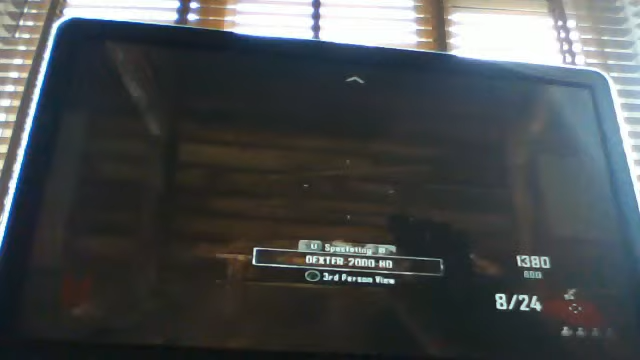 Spectating
DEXTER-2000-HD
3rd Person View
1380
8/24